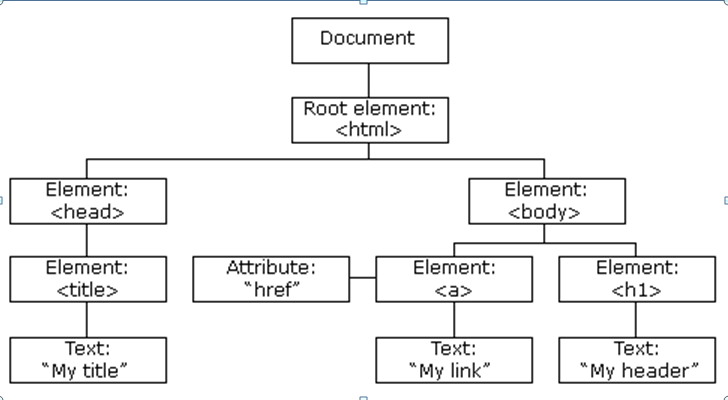 Document
Root element:
<html>
Element:
<head>
Element:
<body>
Element:
<title>
Attribute:
“href”
Element:
<a>
Element:
<h1>
Text:
“My title”
Text:
“My link”
Text:
“My header”